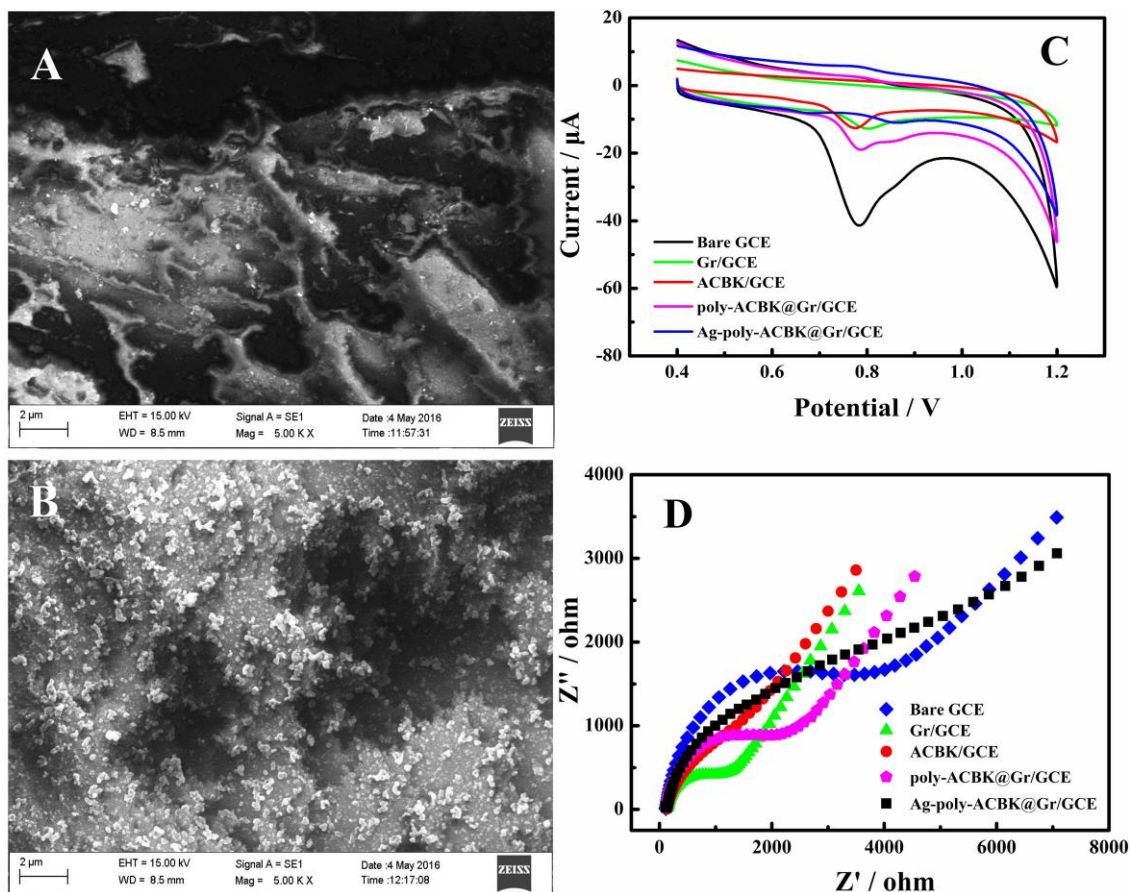 A
2 µm
EHT = 15.00 kV
WD = 8.5 mm
Signal A = SE1
Mag = 5.00 K X
Date :4 May 2016
Time :11:57:31
ZEISS
B
2 µm
EHT = 15.00 kV
WD = 8.5 mm
Signal A = SE1
Mag = 5.00 K X
Date :4 May 2016
Time :12:17:08
ZEISS
C
20
0
-20
-40
-60
-80
Current / µA
Bare GCE
Gr/GCE
ACBK/GCE
poly-ACBK@Gr/GCE
Ag-poly-ACBK@Gr/GCE
0.4 0.6 0.8 1.0 1.2
Potential / V
D
4000
3000
2000
1000
0
Z'' / ohm
Bare GCE
Gr/GCE
ACBK/GCE
poly-ACBK@Gr/GCE
Ag-poly-ACBK@Gr/GCE
0 2000 4000 6000 8000
Z' / ohm